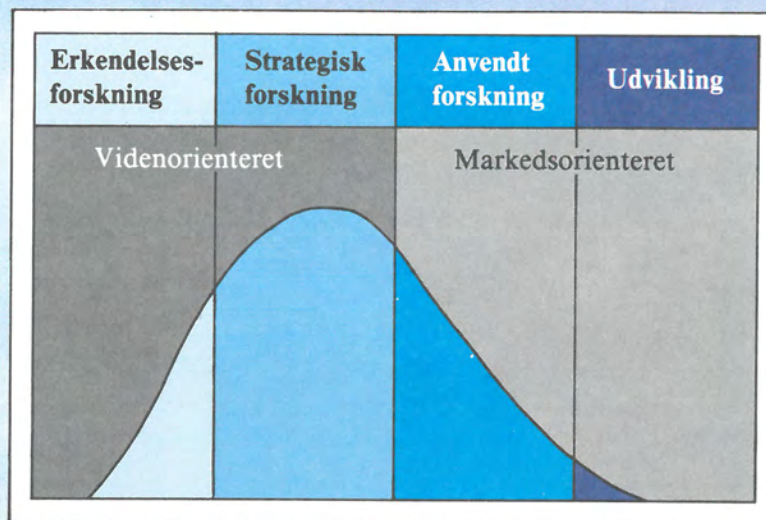 Erkendelses-
forskning
Strategisk
forskning
Anvendt
forskning
Udvikling
Videnorienteret
Markedsorienteret